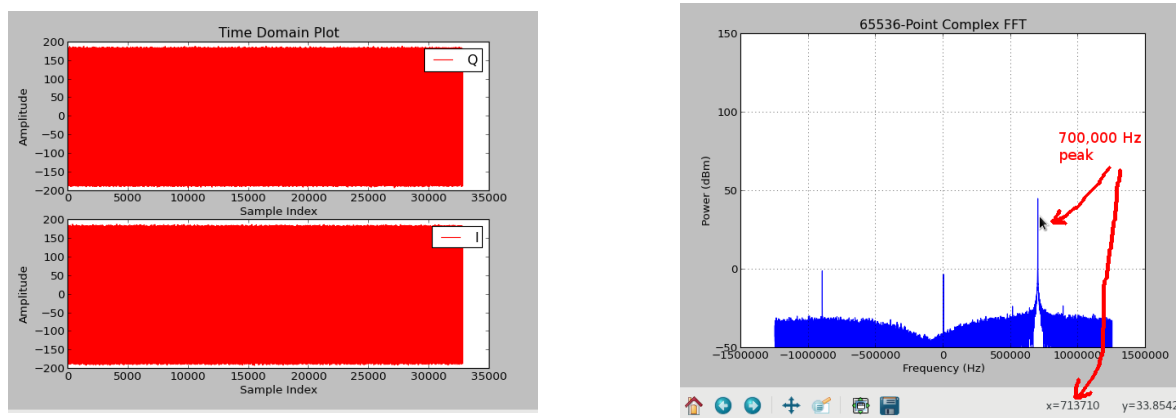 Time Domain Plot
200
150
100
50
0
−50
−100
−150
−200
Amplitude
Q
0 5000 10000 15000 20000 25000 30000 35000
Sample Index
200
150
100
50
0
−50
−100
−150
−200
Amplitude
I
0 5000 10000 15000 20000 25000 30000 35000
Sample Index
65536-Point Complex FFT
150
100
50
0
−50
Power (dBm)
700,000 Hz
peak
−1500000 −1000000 −500000 0 500000 1000000 1500000
Frequency (Hz)
x=713710 y=33.8542